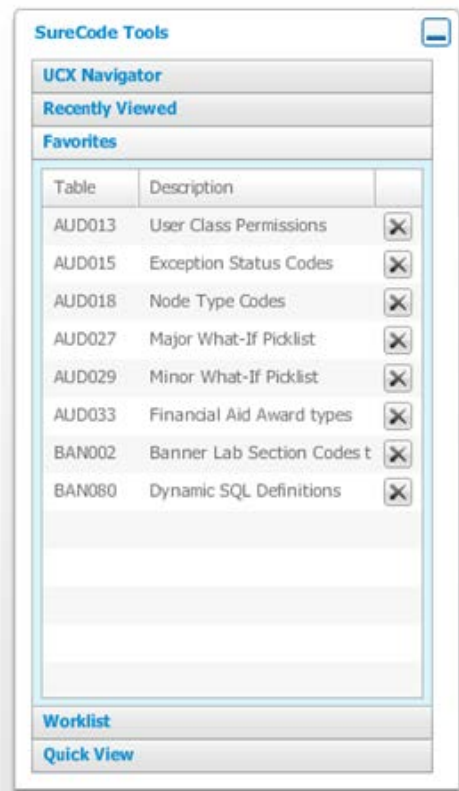 SureCode Tools
UCX Navigator
Recently Viewed
Favorites
Table Description
AUD013 User Class Permissions
AUD015 Exception Status Codes
AUD018 Node Type Codes
AUD027 Major What-If Picklist
AUD029 Minor What-If Picklist
AUD033 Financial Aid Award types
BAN002 Banner Lab Section Codes t
BAN080 Dynamic SQL Definitions
Worklist
Quick View